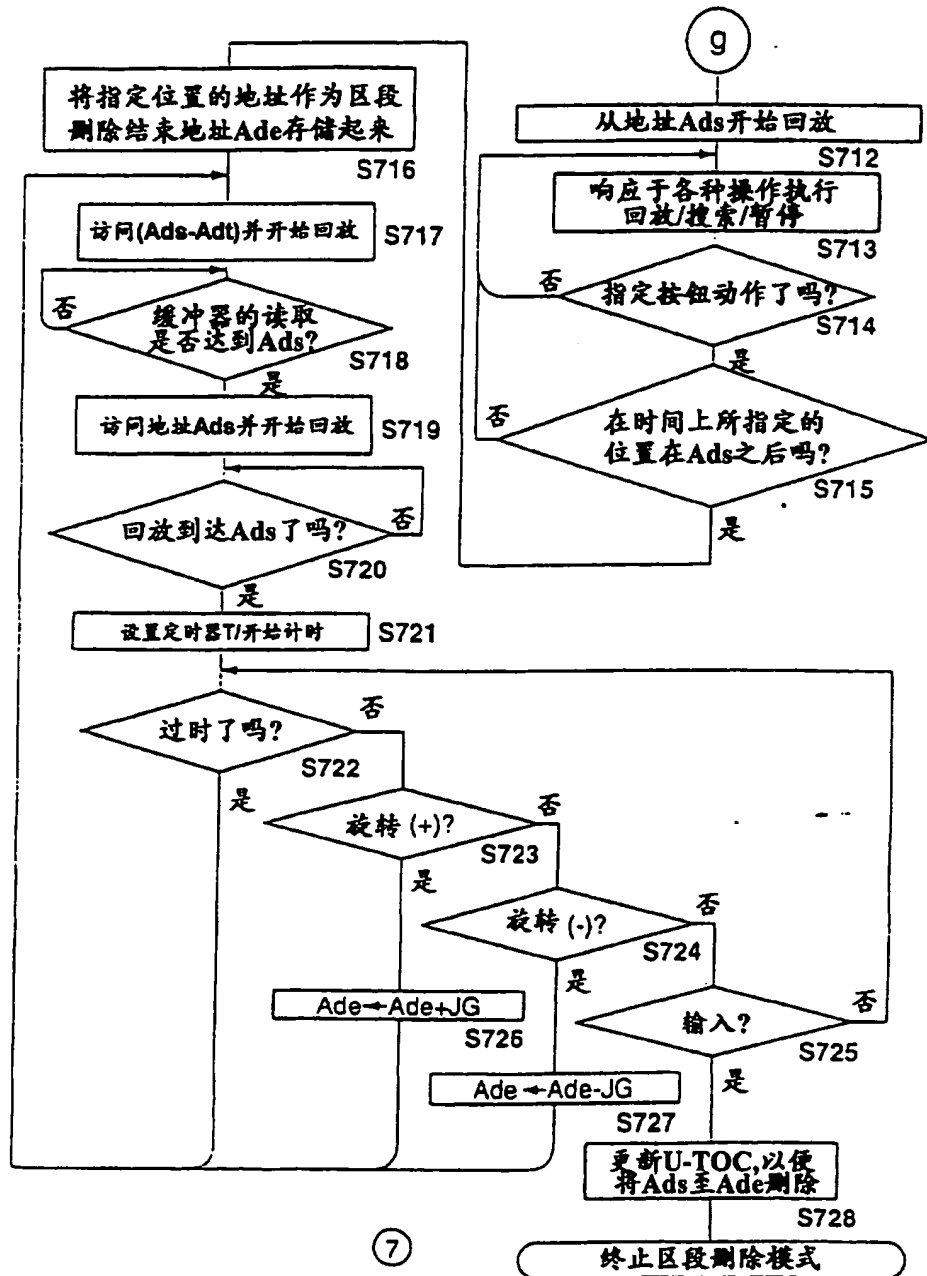 g
从地址Ads开始回放
S712
响应于各种操作执行
回放/搜索/暂停
S713
指定按钮动作了吗?
否
S714
是
在时间上所指定的
位置在Ads之后吗?
否
S715
是
将指定位置的地址作为区段
删除结束地址Ade存储起来
S716
访问(Ads-Adt)并开始回放
S717
缓冲器的读取
是否达到Ads?
否
S718
是
访问地址Ads并开始回放
S719
回放到达Ads了吗?
否
S720
是
设置定时器T/开始计时
S721
过时了吗?
否
S722
是
旋转(+)?
否
S723
是
旋转(-)?
否
S724
是
输入?
否
S725
是
Ade←Ade+JG
S726
Ade←Ade-JG
S727
更新U-TOC,以便
将Ads至Ade删除
S728
终止区段删除模式
7